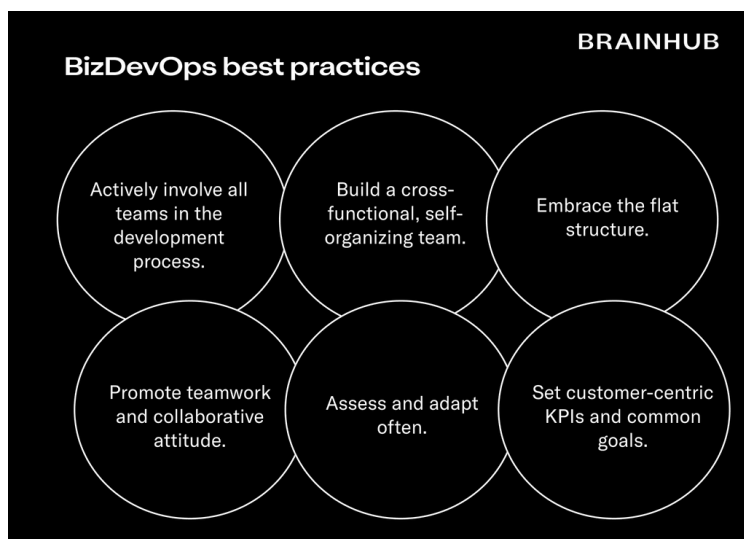 BRAINHUB
BizDevOps best practices
Actively involve all
teams in the
development
process.
Build a cross-
functional, self-
organizing team.
Embrace the flat
structure.
Promote teamwork
and collaborative
attitude.
Assess and adapt
often.
Set customer-centric
KPIs and common
goals.